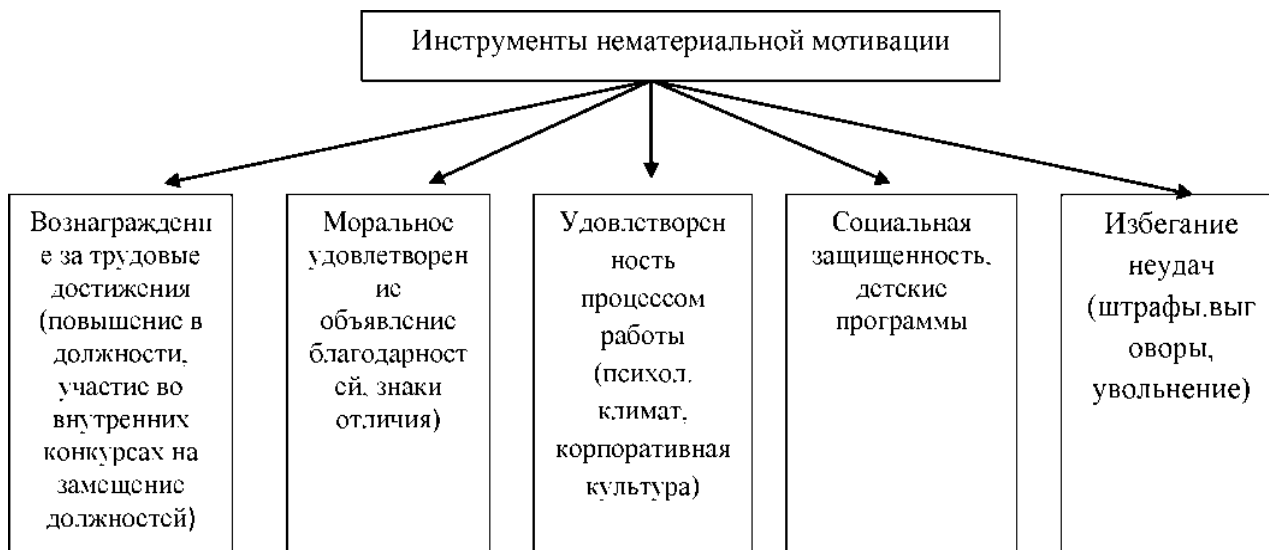 Инструменты нематериальной мотивации
Вознаграждени
е за трудовые
достижения
(повышение в
должности,
участие во
внутренних
конкурсах на
замещение
должностей)
Моральное
удовлетворен
ие
объявление
благодарност
ей, знаки
отличия)
Удовлетворен
ность
процессом
работы
(психол.
климат,
корпоративная
культура)
Социальная
защищенность,
детские
программы
Избегание
неудач
(штрафы.выг
оворы,
увольнение)